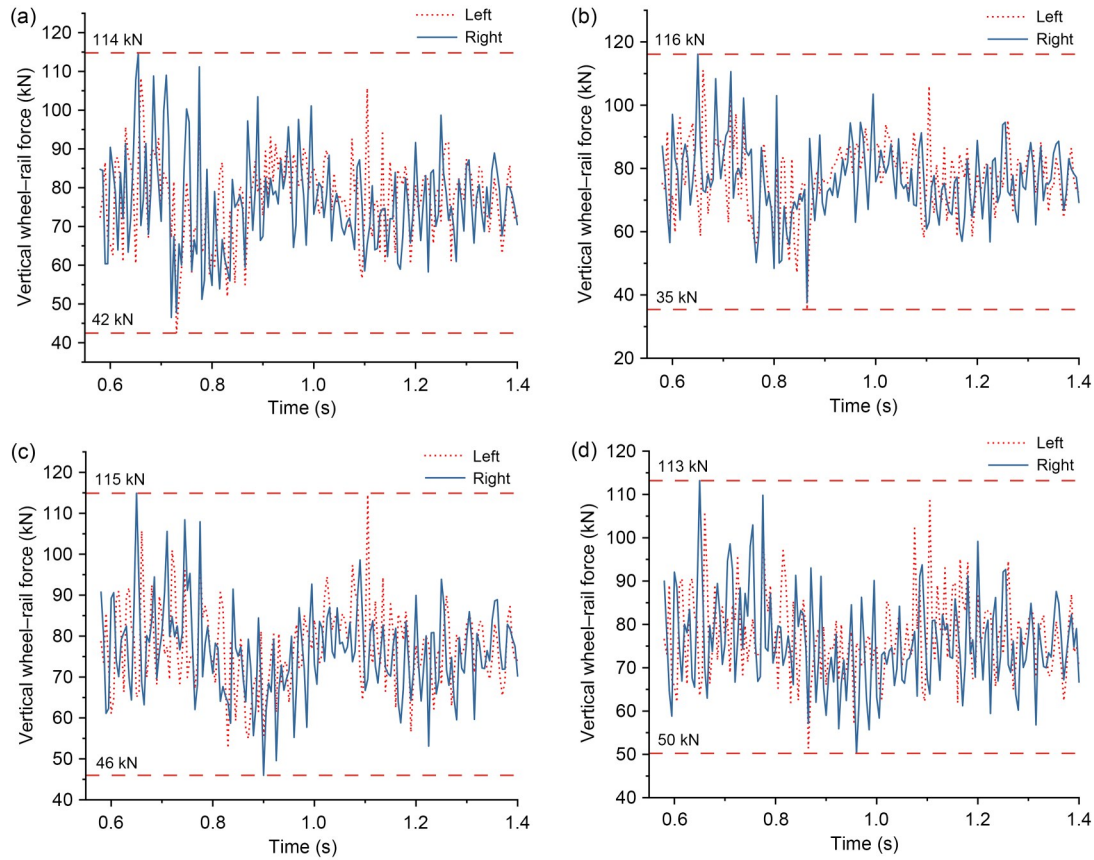 (a)
Left
Right
120
110
100
90
80
70
60
50
40
114 kN
42 kN
Vertical wheel–rail force (kN)
0.6 0.8 1.0 1.2 1.4
Time (s)
(b)
Left
Right
120
100
80
60
40
20
116 kN
35 kN
Vertical wheel–rail force (kN)
0.6 0.8 1.0 1.2 1.4
Time (s)
(c)
Left
Right
120
110
100
90
80
70
60
50
40
115 kN
46 kN
Vertical wheel–rail force (kN)
0.6 0.8 1.0 1.2 1.4
Time (s)
(d)
Left
Right
120
110
100
90
80
70
60
50
40
113 kN
50 kN
Vertical wheel–rail force (kN)
0.6 0.8 1.0 1.2 1.4
Time (s)